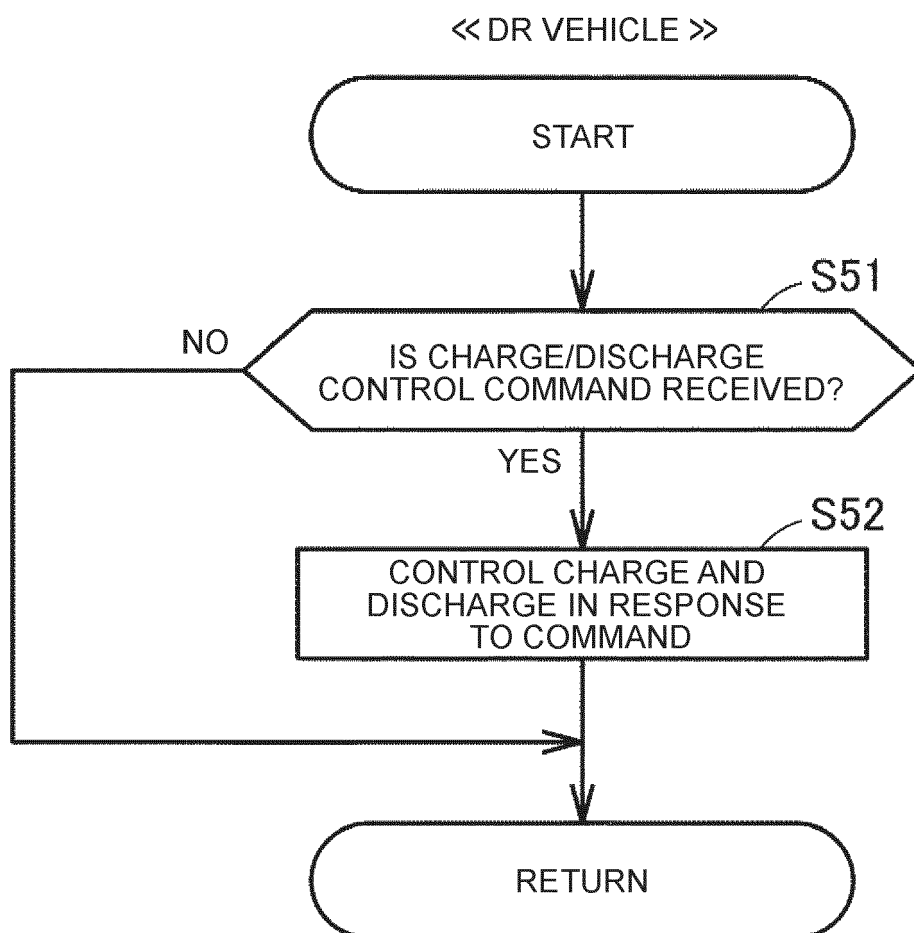 ≪ DR VEHICLE ≫
START
S51
NO
IS CHARGE/DISCHARGE
CONTROL COMMAND RECEIVED?
YES
S52
CONTROL CHARGE AND
DISCHARGE IN RESPONSE
TO COMMAND
RETURN